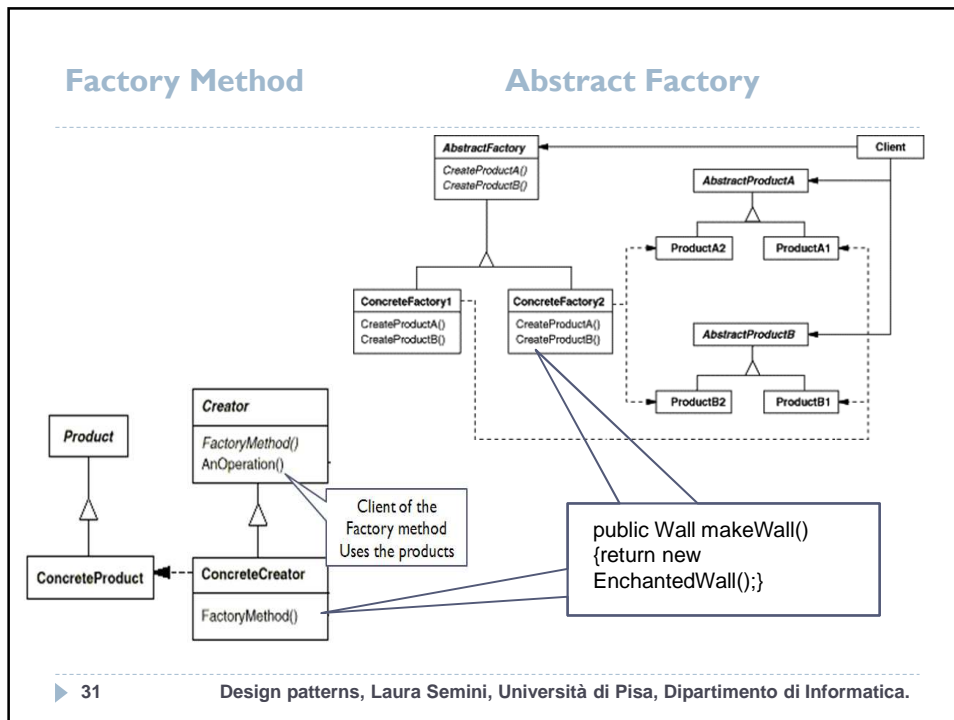 Factory Method
Abstract Factory
AbstractFactory
CreateProductA()
CreateProductB()
Client
AbstractProductA
ProductA2
ProductA1
ConcreteFactory1
CreateProductA()
CreateProductB()
ConcreteFactory2
CreateProductA()
CreateProductB()
AbstractProductB
ProductB2
ProductB1
Product
ConcreteProduct
Creator
FactoryMethod()
AnOperation()
Client of the
Factory method
Uses the products
ConcreteCreator
FactoryMethod()
public Wall makeWall()
{return new
EnchantedWall();}
31
Design patterns, Laura Semini, Università di Pisa, Dipartimento di Informatica.